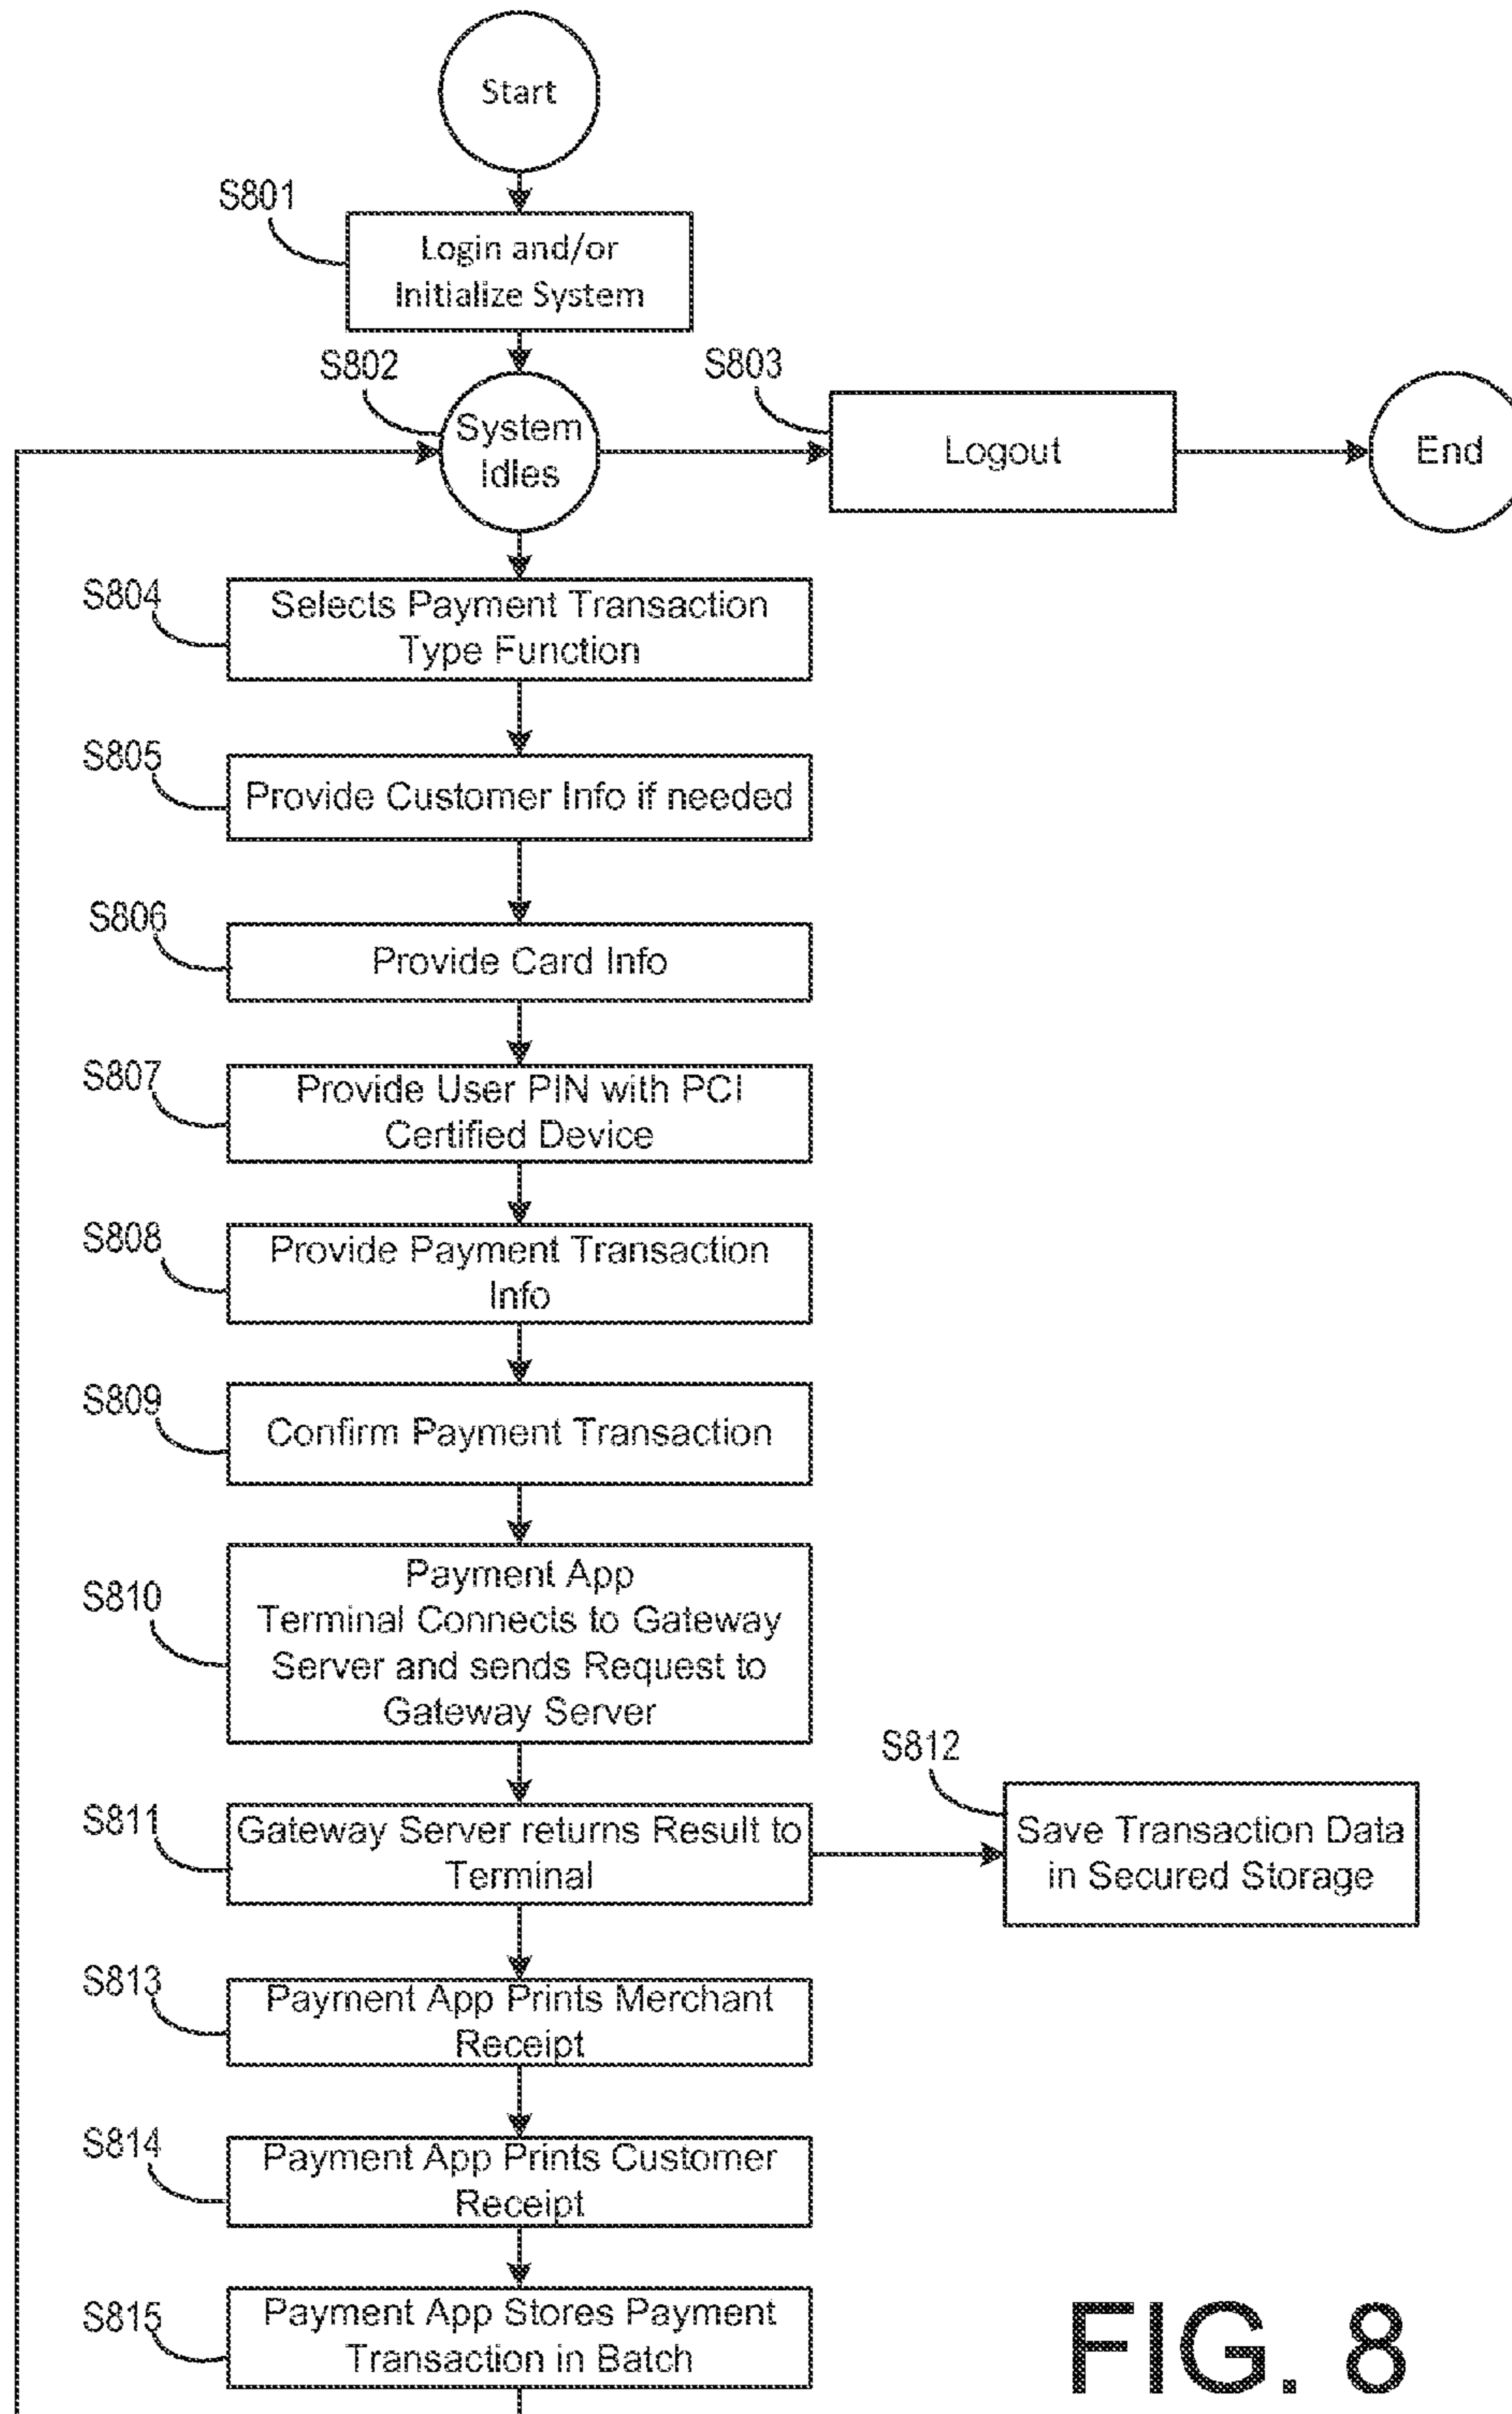 Start
S801
Login and/or
Initialize System
S802
System
Idles
S803
Logout
End
S804
Selects Payment Transaction
Type Function
S805
Provide Customer Info if needed
S806
Provide Card Info
S807
Provide User PIN with PCI
Certified Device
S808
Provide Payment Transaction
Info
S809
Confirm Payment Transaction
S810
Payment App
Terminal Connects to Gateway
Server and sends Request to
Gateway Server
S811
Gateway Server returns Result to
Terminal
S812
Save Transaction Data
in Secured Storage
S813
Payment App Prints Merchant
Receipt
S814
Payment App Prints Customer
Receipt
S815
Payment App Stores Payment
Transaction in Batch
FIG. 8